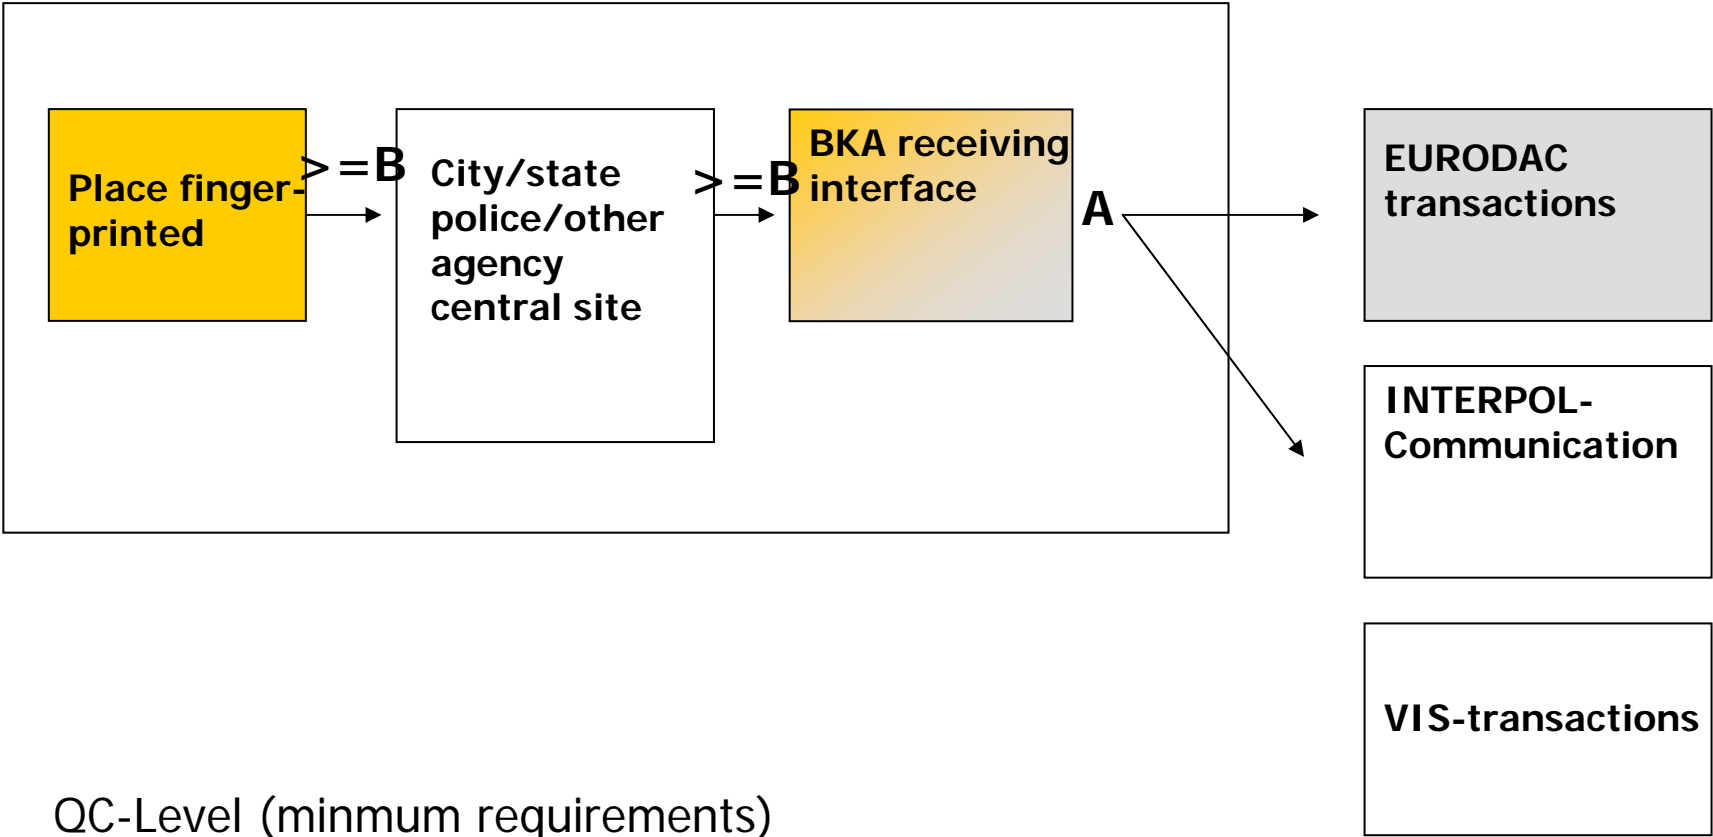 Place finger-
printed
>=B
City/state
police/other
agency
central site
>=B
BKA receiving
interface
A
EURODAC
transactions
INTERPOL-
Communication
VIS-transactions
QC-Level (minmum requirements)